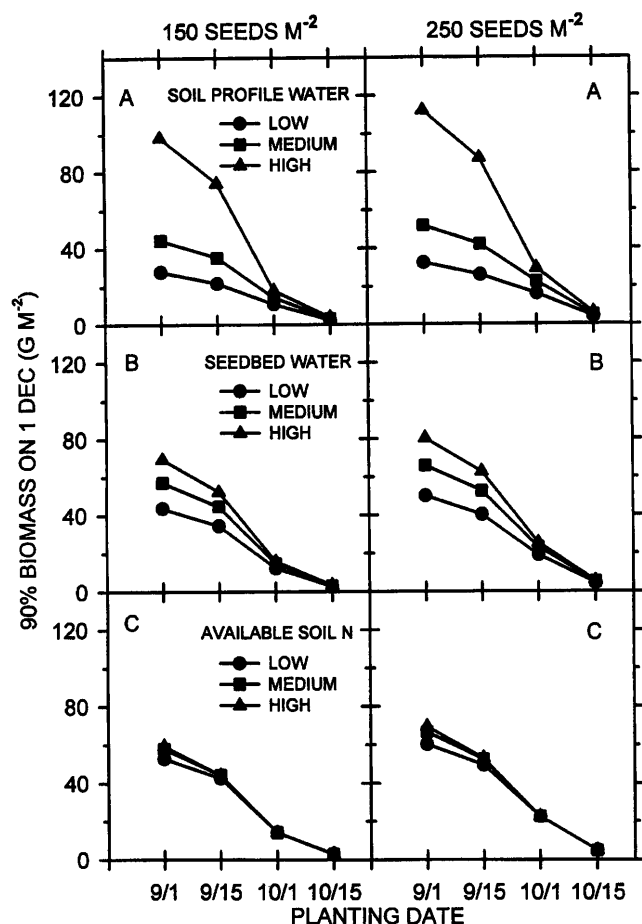 150 SEEDS M⁻² 250 SEEDS M⁻²
90% BIOMASS ON 1 DEC (G M⁻²)
120
80
40
0
A SOIL PROFILE WATER A
LOW
MEDIUM
HIGH
120
80
40
0
B SEEDBED WATER B
LOW
MEDIUM
HIGH
120
80
40
0
C AVAILABLE SOIL N C
LOW
MEDIUM
HIGH
9/1 9/15 10/1 10/15 9/1 9/15 10/1 10/15
PLANTING DATE